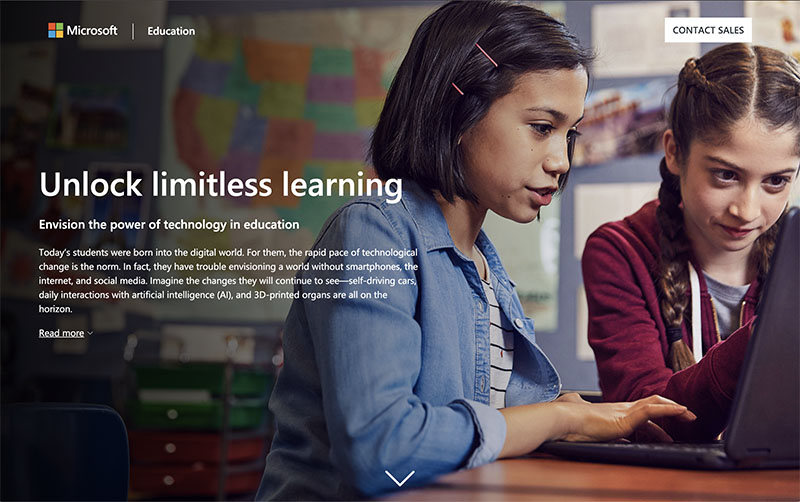 Microsoft | Education
CONTACT SALES
Unlock limitless learning
Envision the power of technology in education
Today's students were born into the digital world. For them, the rapid pace of technological
change is the norm. In fact, they have trouble envisioning a world without smartphones, the
internet, and social media. Imagine the changes they will continue to see—self-driving cars,
daily interactions with artificial intelligence (AI), and 3D-printed organs are all on the
horizon.
Read more